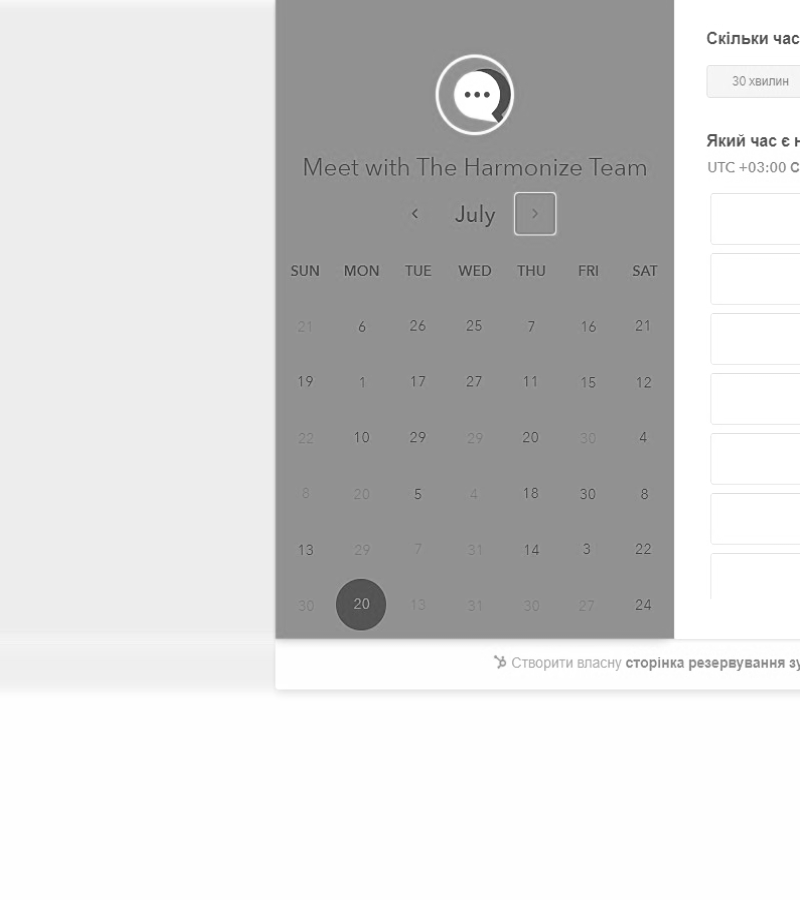 Meet with The Harmonize Team
July
SUN MON TUE WED THU FRI SAT
21 6 26 25 7 16 21
19 1 17 27 11 15 12
22 10 29 29 20 30 4
8 20 5 4 18 30 8
13 29 7 31 14 3 22
30 20 13 31 30 27 24
Скільки час
30 хвилин
Який час є н
UTC +03:00 С
Створити власну сторінка резервування зу